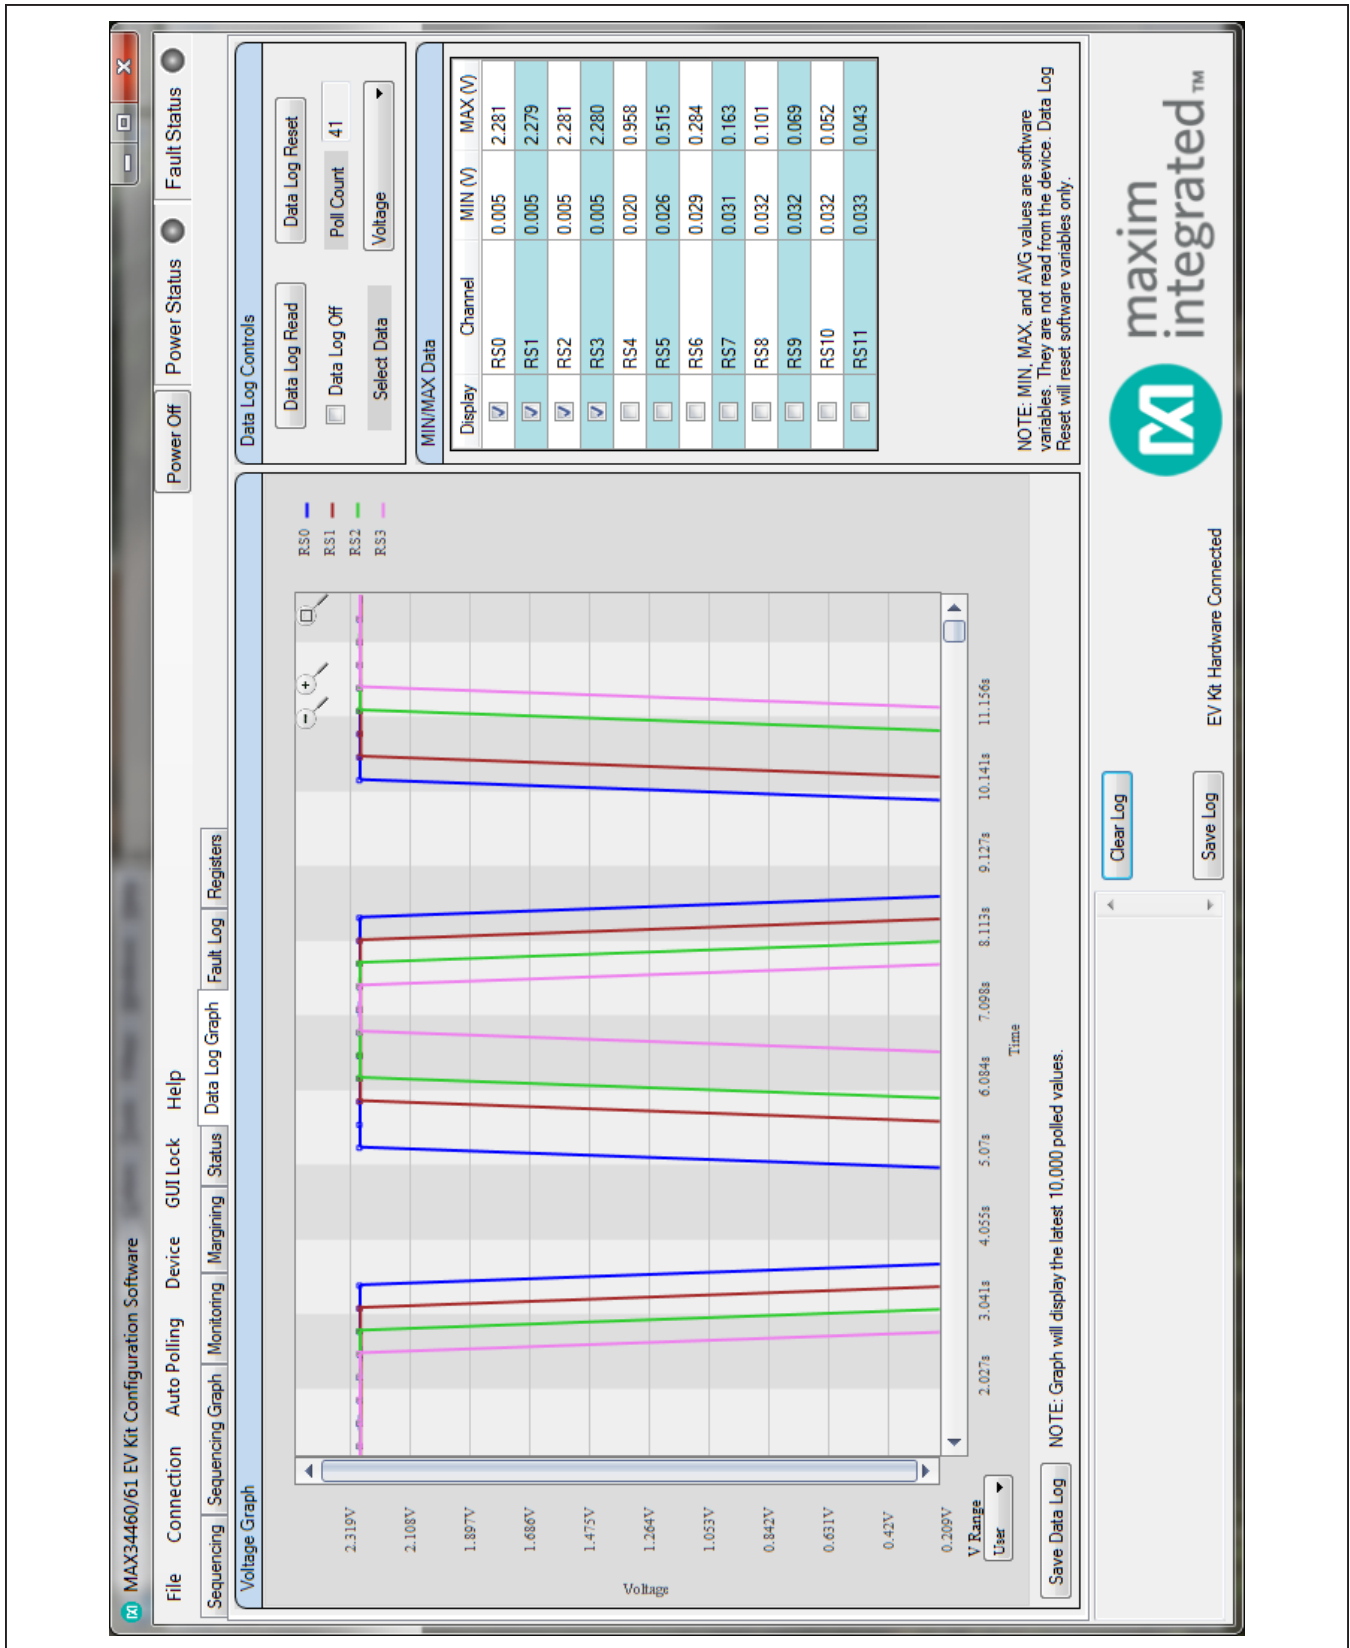 MAX34460/61 EV Kit Configuration Software
File Connection Auto Polling Device GUI Lock Help
Power Off Power Status Fault Status
Sequencing Sequencing Graph Monitoring Margining Status Data Log Graph Fault Log Registers
Voltage Graph
2.319V
2.108V
1.897V
1.686V
1.475V
1.264V
1.053V
0.842V
0.631V
0.42V
0.209V
Voltage
V Range
User
2.027s 3.041s 4.055s 5.07s 6.084s 7.098s 8.113s 9.127s 10.141s 11.156s
Time
RS0
RS1
RS2
RS3
Save Data Log NOTE: Graph will display the latest 10,000 polled values.
Data Log Controls
Data Log Read Data Log Reset
Data Log Off Poll Count 41
Select Data Voltage
MIN/MAX Data
Display Channel MIN (V) MAX (V)
RS0 0.005 2.281
RS1 0.005 2.279
RS2 0.005 2.281
RS3 0.005 2.280
RS4 0.020 0.958
RS5 0.026 0.515
RS6 0.029 0.284
RS7 0.031 0.163
RS8 0.032 0.101
RS9 0.032 0.069
RS10 0.032 0.052
RS11 0.033 0.043
NOTE: MIN, MAX, and AVG values are software
variables. They are not read from the device. Data Log
Reset will reset software variables only.
Clear Log
Save Log
EV Kit Hardware Connected
maxim
integrated™